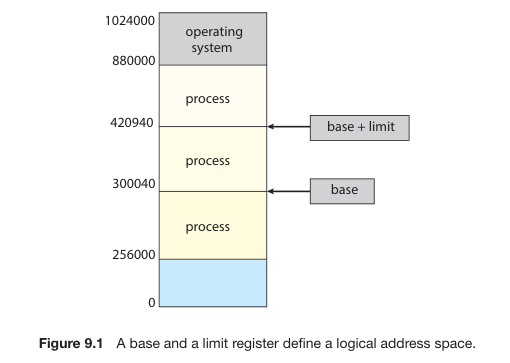 1024000
operating
system
880000
process
420940
base + limit
process
300040
base
process
256000
0
Figure 9.1 A base and a limit register define a logical address space.